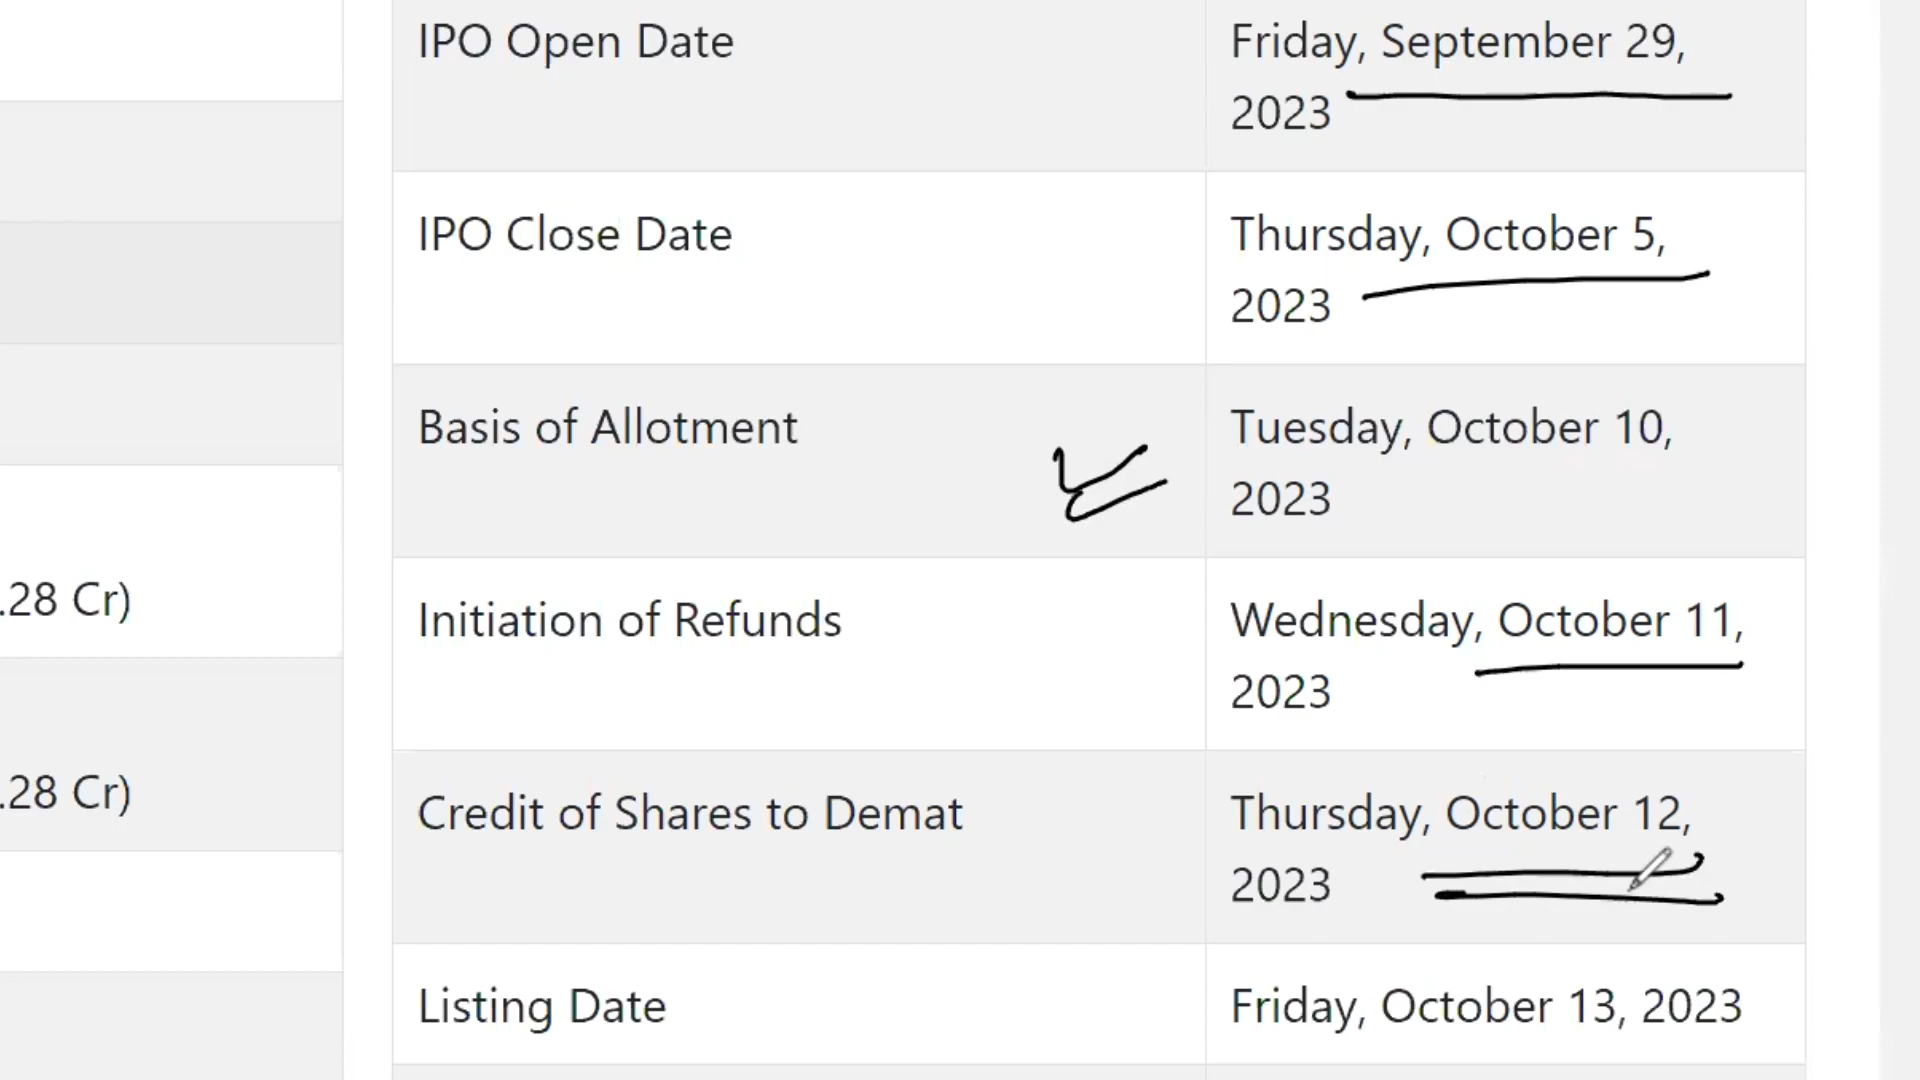 IPO Open Date
Friday, September 29,
2023
IPO Close Date
Thursday, October 5,
2023
Basis of Allotment
Tuesday, October 10,
2023
.28 Cr)
Initiation of Refunds
Wednesday, October 11,
2023
.28 Cr)
Credit of Shares to Demat
Thursday, October 12,
2023
Listing Date
Friday, October 13, 2023